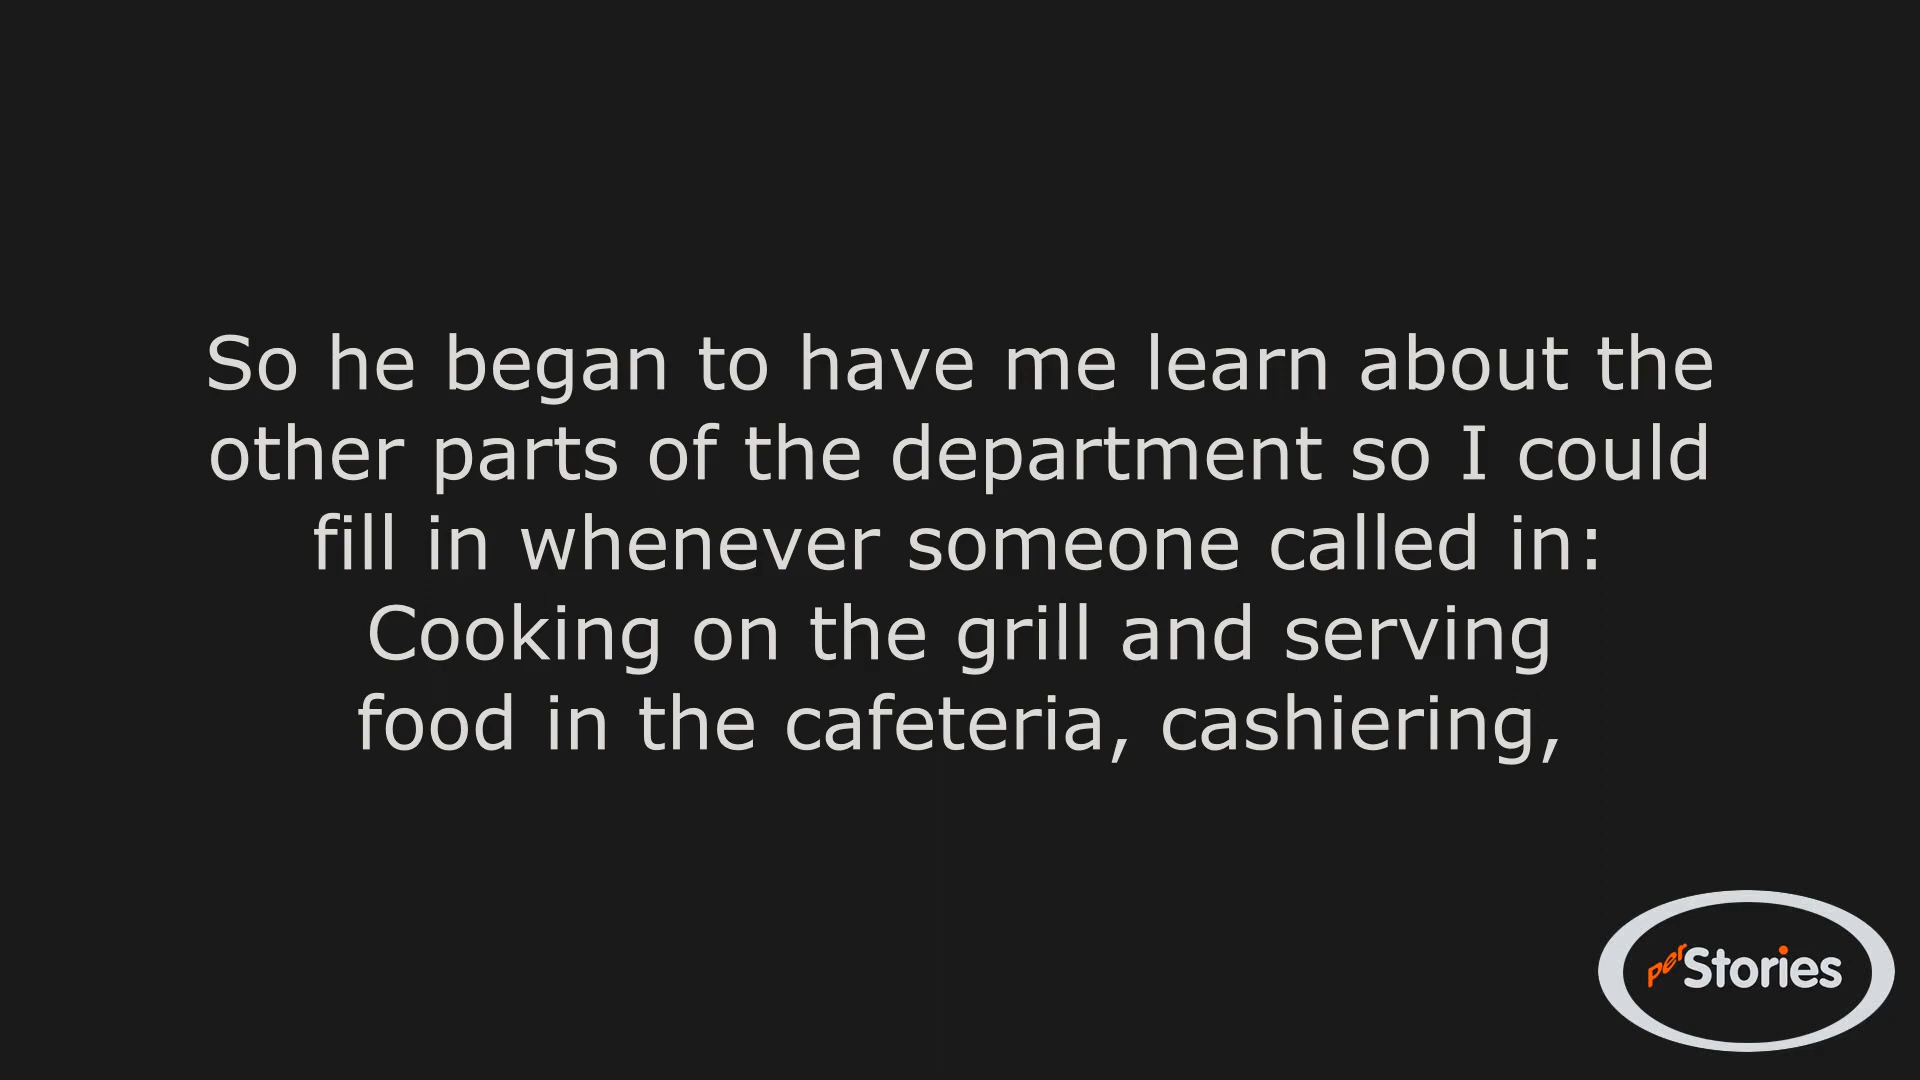 So he began to have me learn about the
other parts of the department so I could
fill in whenever someone called in:
Cooking on the grill and serving
food in the cafeteria, cashiering,
perStories